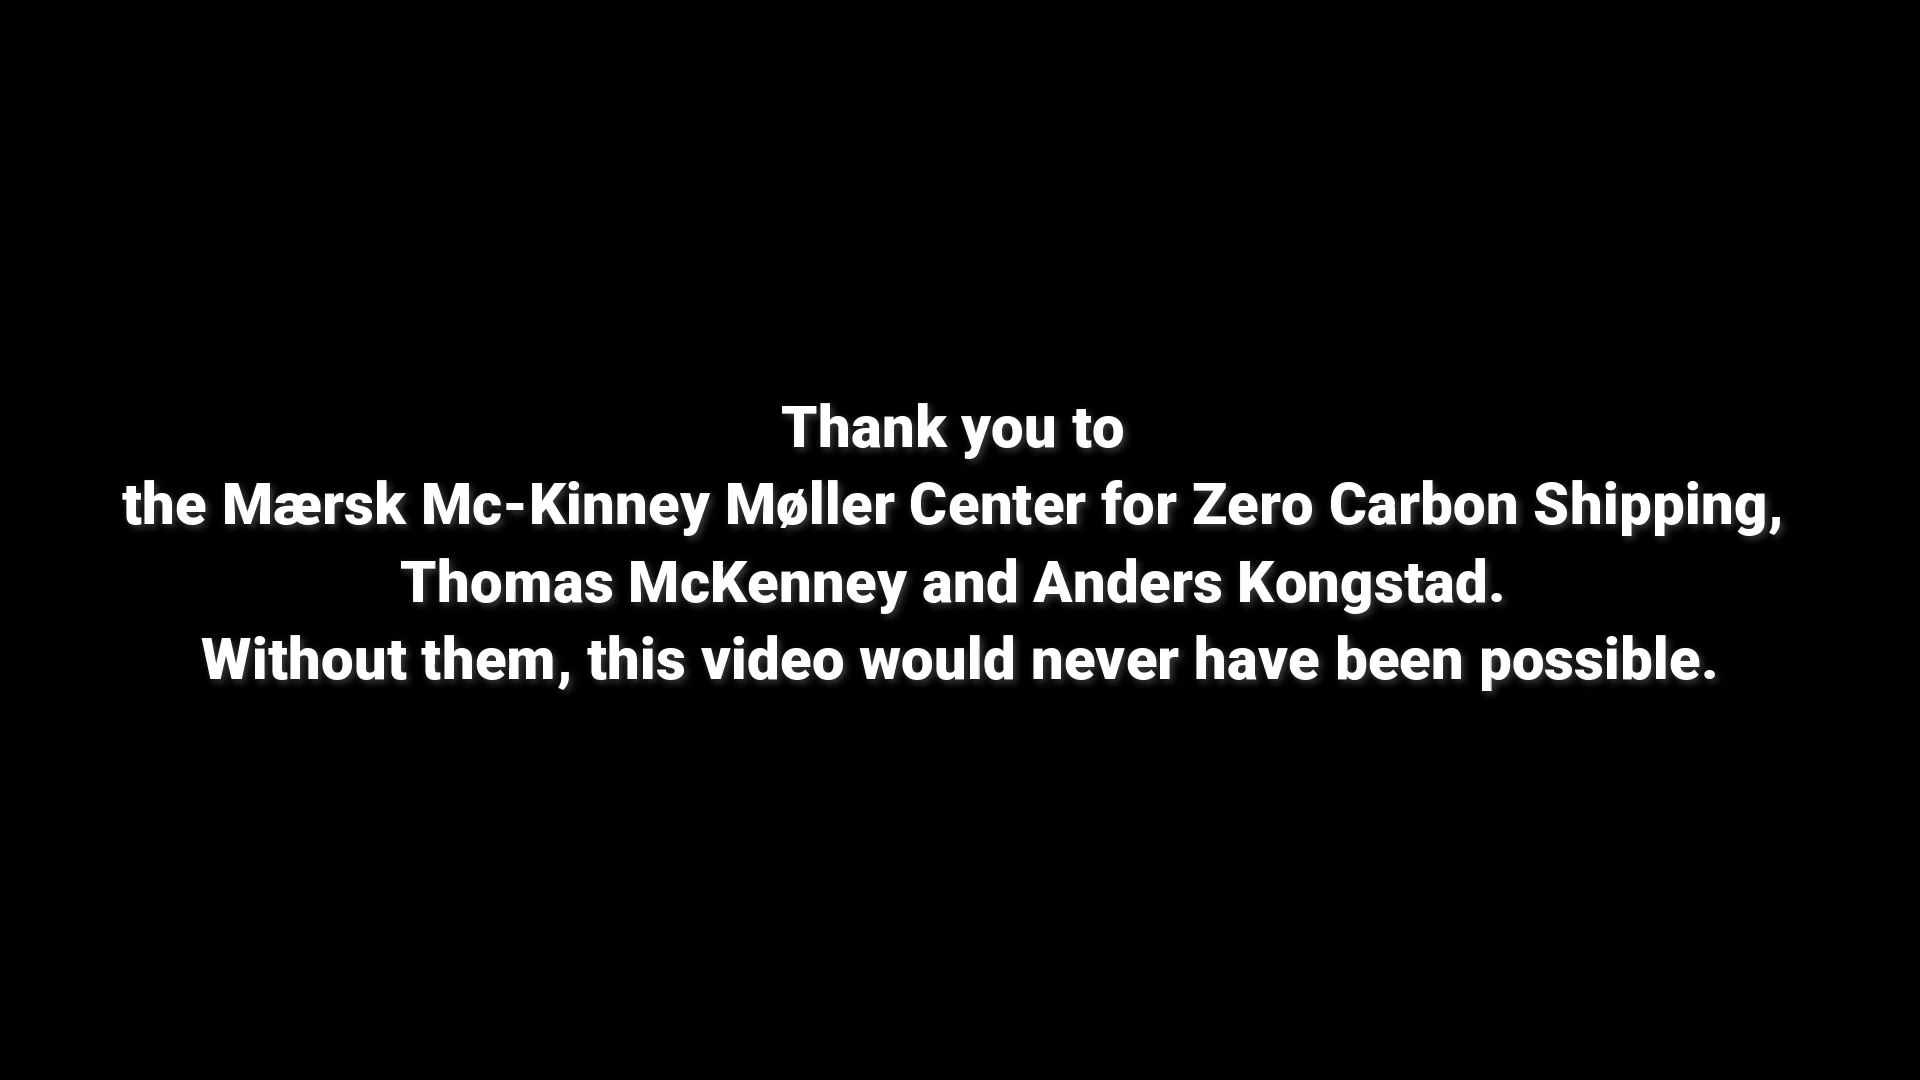 Thank you to
the Mærsk Mc-Kinney Møller Center for Zero Carbon Shipping,
Thomas McKenney and Anders Kongstad.
Without them, this video would never have been possible.